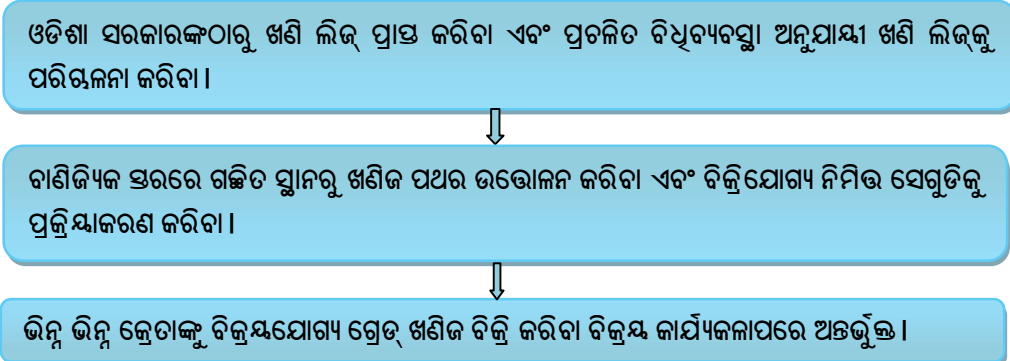 ଓଡିଶା ସରକାରଙ୍କଠାରୁ ଖଣି ଲିଜ୍ ପ୍ରାପ୍ତ କରିବା ଏବଂ ପ୍ରଚଳିତ ବିଧିବ୍ୟବସ୍ଥା ଅନୁଯାୟୀ ଖଣି ଲିଜ୍‌କୁ
ପରିଚାଳନା କରିବା।
ବାଣିଜ୍ୟିକ ସ୍ତରରେ ଗଚ୍ଛିତ ସ୍ଥାନରୁ ଖଣିଜ ପଥର ଉତ୍ତୋଳନ କରିବା ଏବଂ ବିକ୍ରିଯୋଗ୍ୟ ନିମିତ୍ତ ସେଗୁଡିକୁ
ପ୍ରକ୍ରିୟାକରଣ କରିବା।
ଭିନ୍ନ ଭିନ୍ନ କ୍ରେତାଙ୍କୁ ବିକ୍ରୟଯୋଗ୍ୟ ଗ୍ରେଡ୍ ଖଣିଜ ବିକ୍ରି କରିବା ବିକ୍ରୟ କାର୍ଯ୍ୟକଳାପରେ ଅନ୍ତର୍ଭୁକ୍ତ।